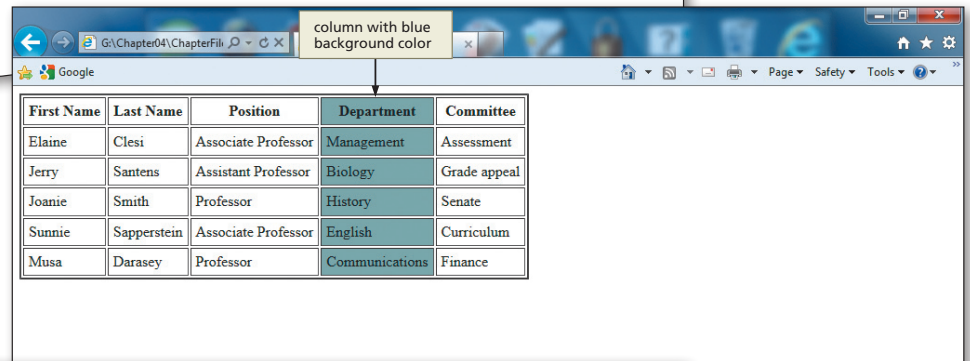 column with blue
background color
G:\Chapter04\ChapterFil
Google
Page Safety Tools
First Name Last Name Position Department Committee
Elaine Clesi Associate Professor Management Assessment
Jerry Santens Assistant Professor Biology Grade appeal
Joanie Smith Professor History Senate
Sunnie Sapperstein Associate Professor English Curriculum
Musa Darasey Professor Communications Finance